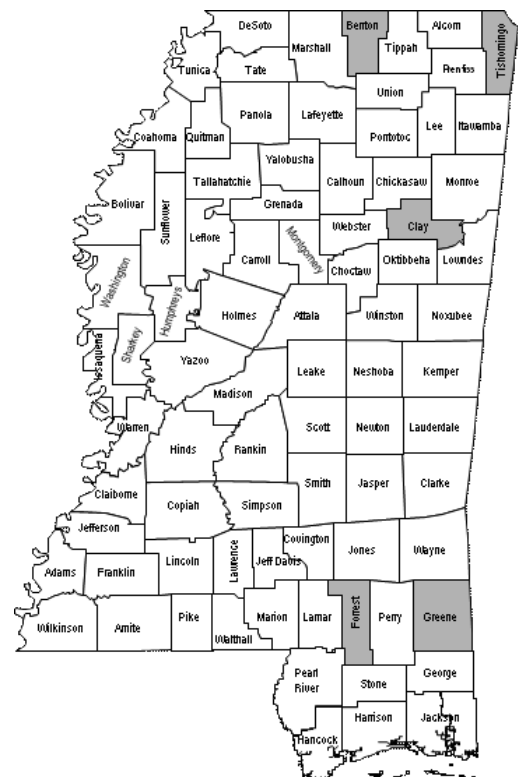 DeSoto
Benton
Alcorn
Tishomingo
Marshall
Tippah
Tunica
Tate
Prentiss
Union
Panola
Lafeyette
Lee
Itawamba
Coahoma
Quitman
Pontotoc
Yalobusha
Tallahatchie
Calhoun
Chickasaw
Monroe
Bolivar
Sunflower
Grenada
Leflore
Webster
Clay
Montgomery
Carroll
Choctaw
Oktibbeha
Lowndes
Washington
Humphreys
Holmes
Attala
Winston
Noxubee
Sharkey
Issaquena
Yazoo
Leake
Neshoba
Kemper
Madison
Warren
Scott
Newton
Lauderdale
Hinds
Rankin
Smith
Jasper
Clarke
Claiborne
Copiah
Simpson
Jefferson
Covington
Jones
Wayne
Lincoln
Lawrence
Jeff Davis
Adams
Franklin
Wilkinson
Amite
Pike
Walthall
Marion
Lamar
Forrest
Perry
Greene
Pearl
River
Stone
George
Harrison
Jackson
Hancock